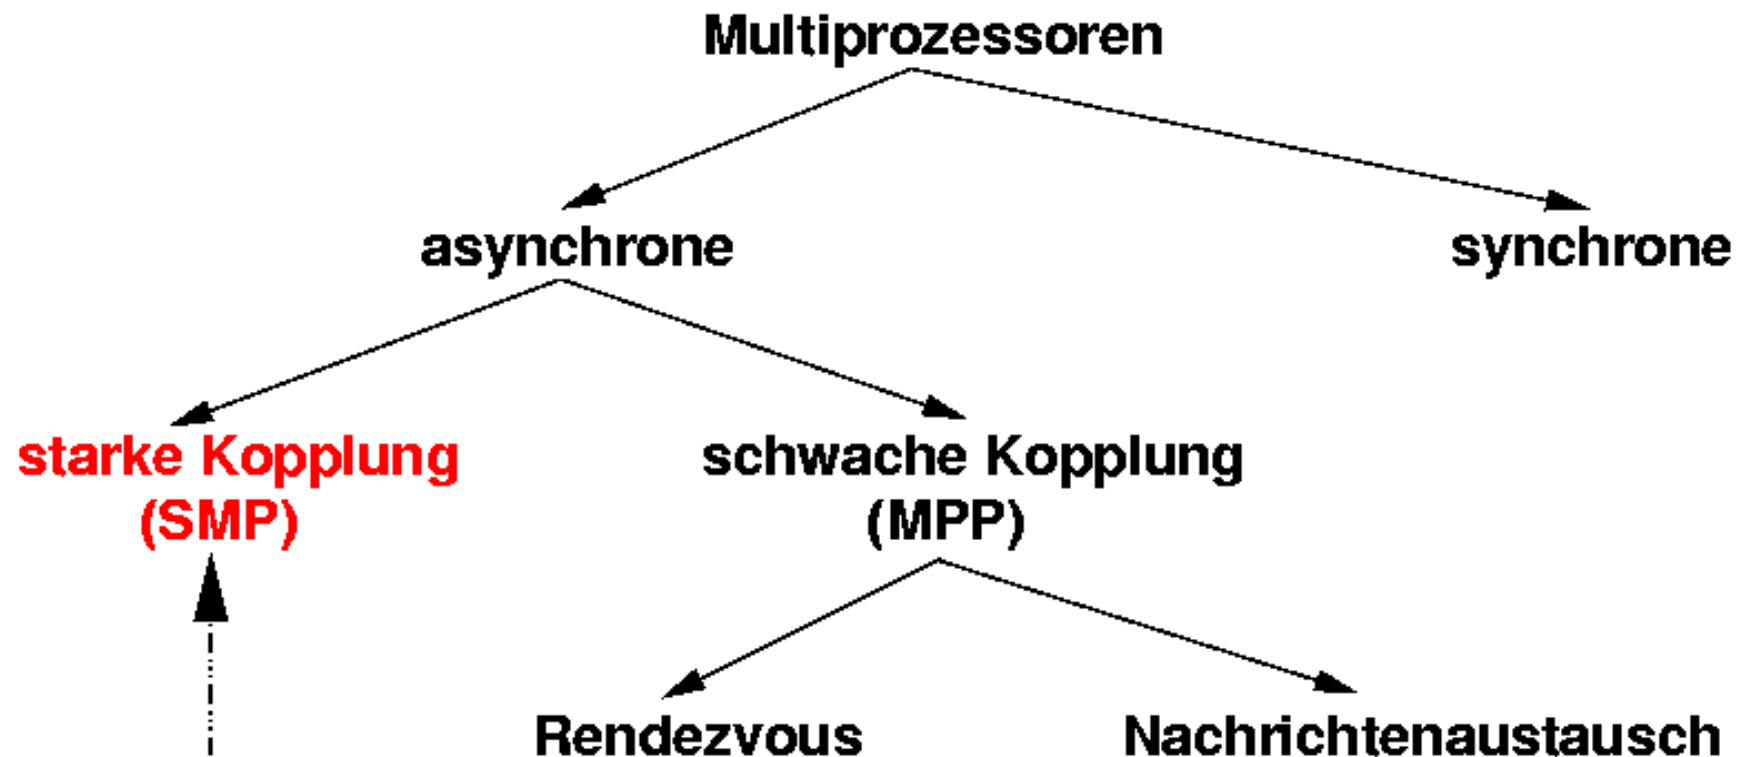 Multiprozessoren
asynchrone
synchrone
starke Kopplung
(SMP)
schwache Kopplung
(MPP)
Rendezvous
Nachrichtenaustausch